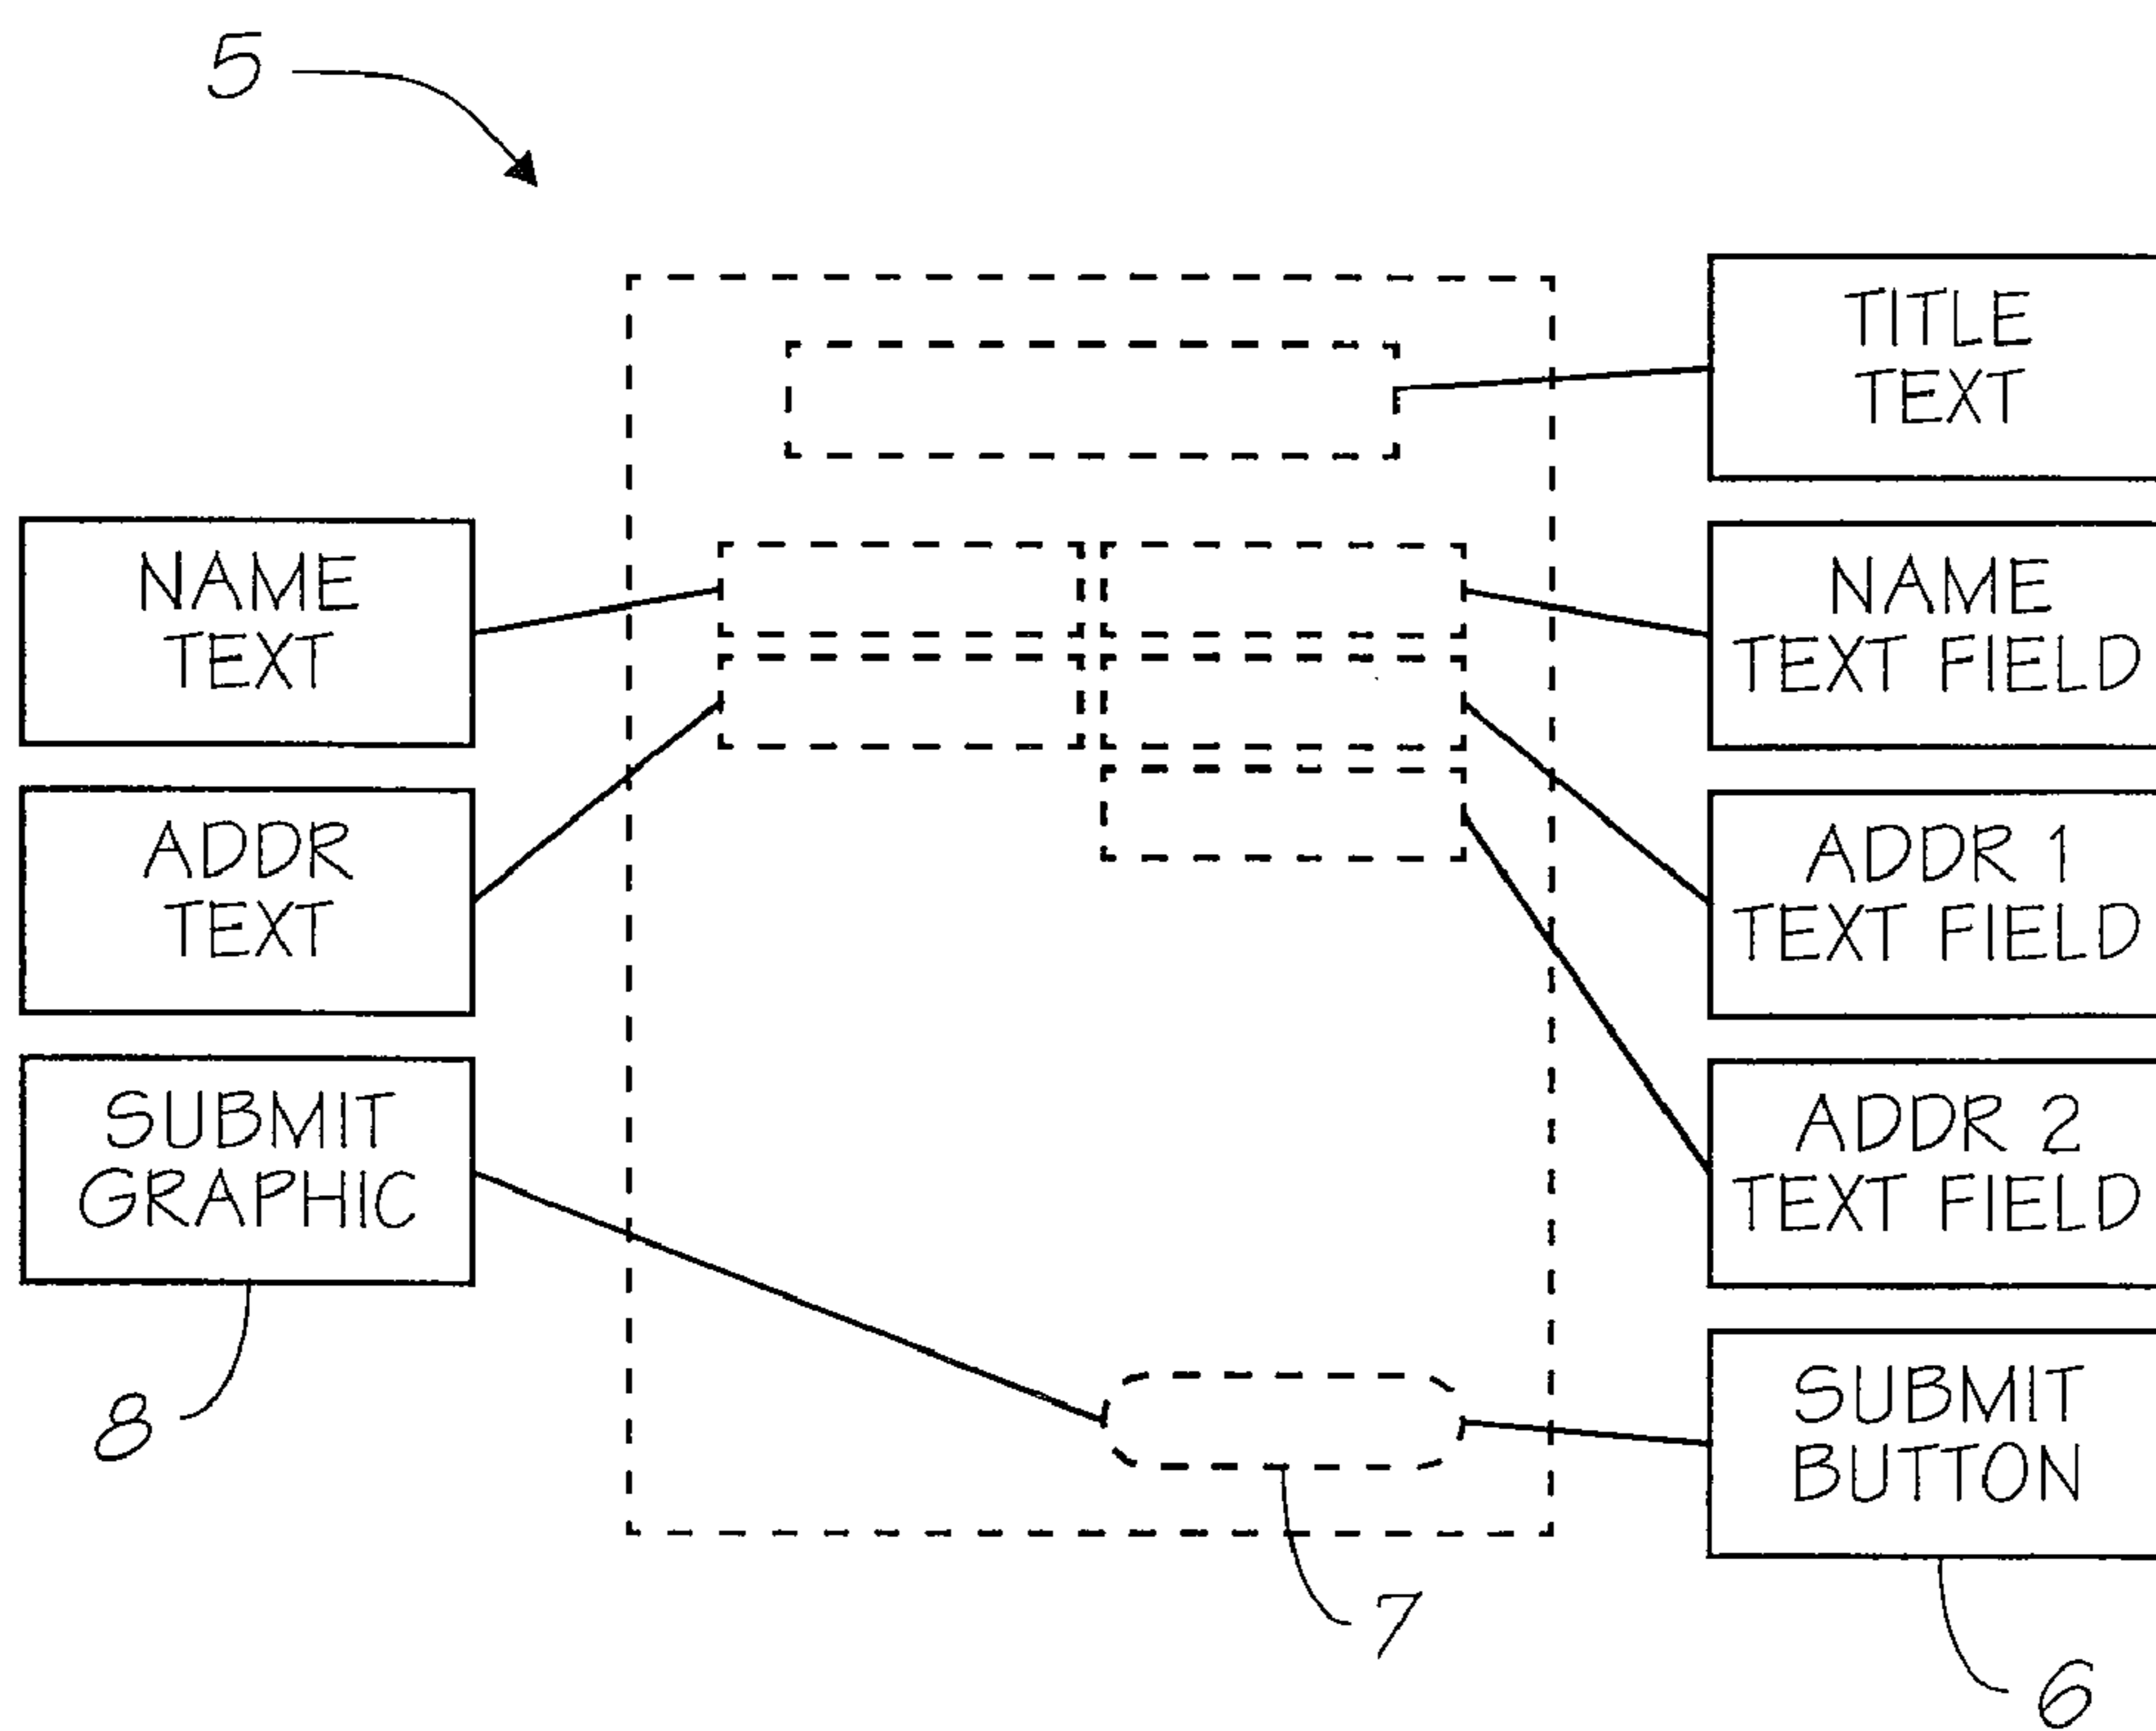 5
TITLE
TEXT
NAME
TEXT
NAME
TEXT FIELD
ADDR
TEXT
ADDR 1
TEXT FIELD
SUBMIT
GRAPHIC
ADDR 2
TEXT FIELD
8
SUBMIT
BUTTON
7
6